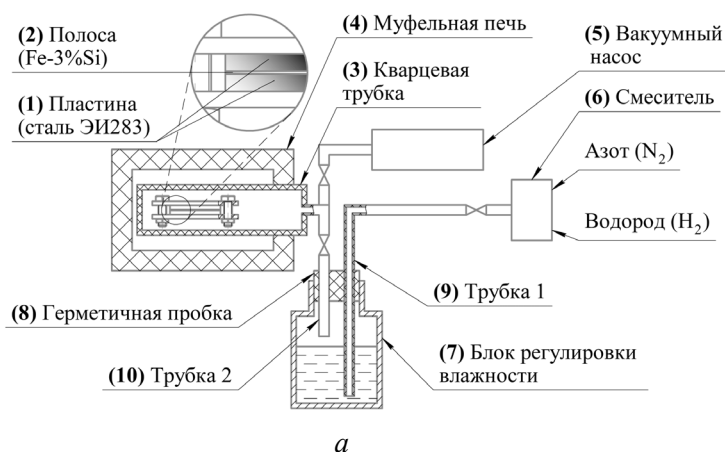 (2) Полоса
(Fe-3%Si)
(1) Пластина
(сталь ЭИ283)
(4) Муфельная печь
(3) Кварцевая
трубка
(5) Вакуумный
насос
(6) Смеситель
Азот (N₂)
Водород (H₂)
(8) Герметичная пробка
(9) Трубка 1
(10) Трубка 2
(7) Блок регулировки
влажности
а